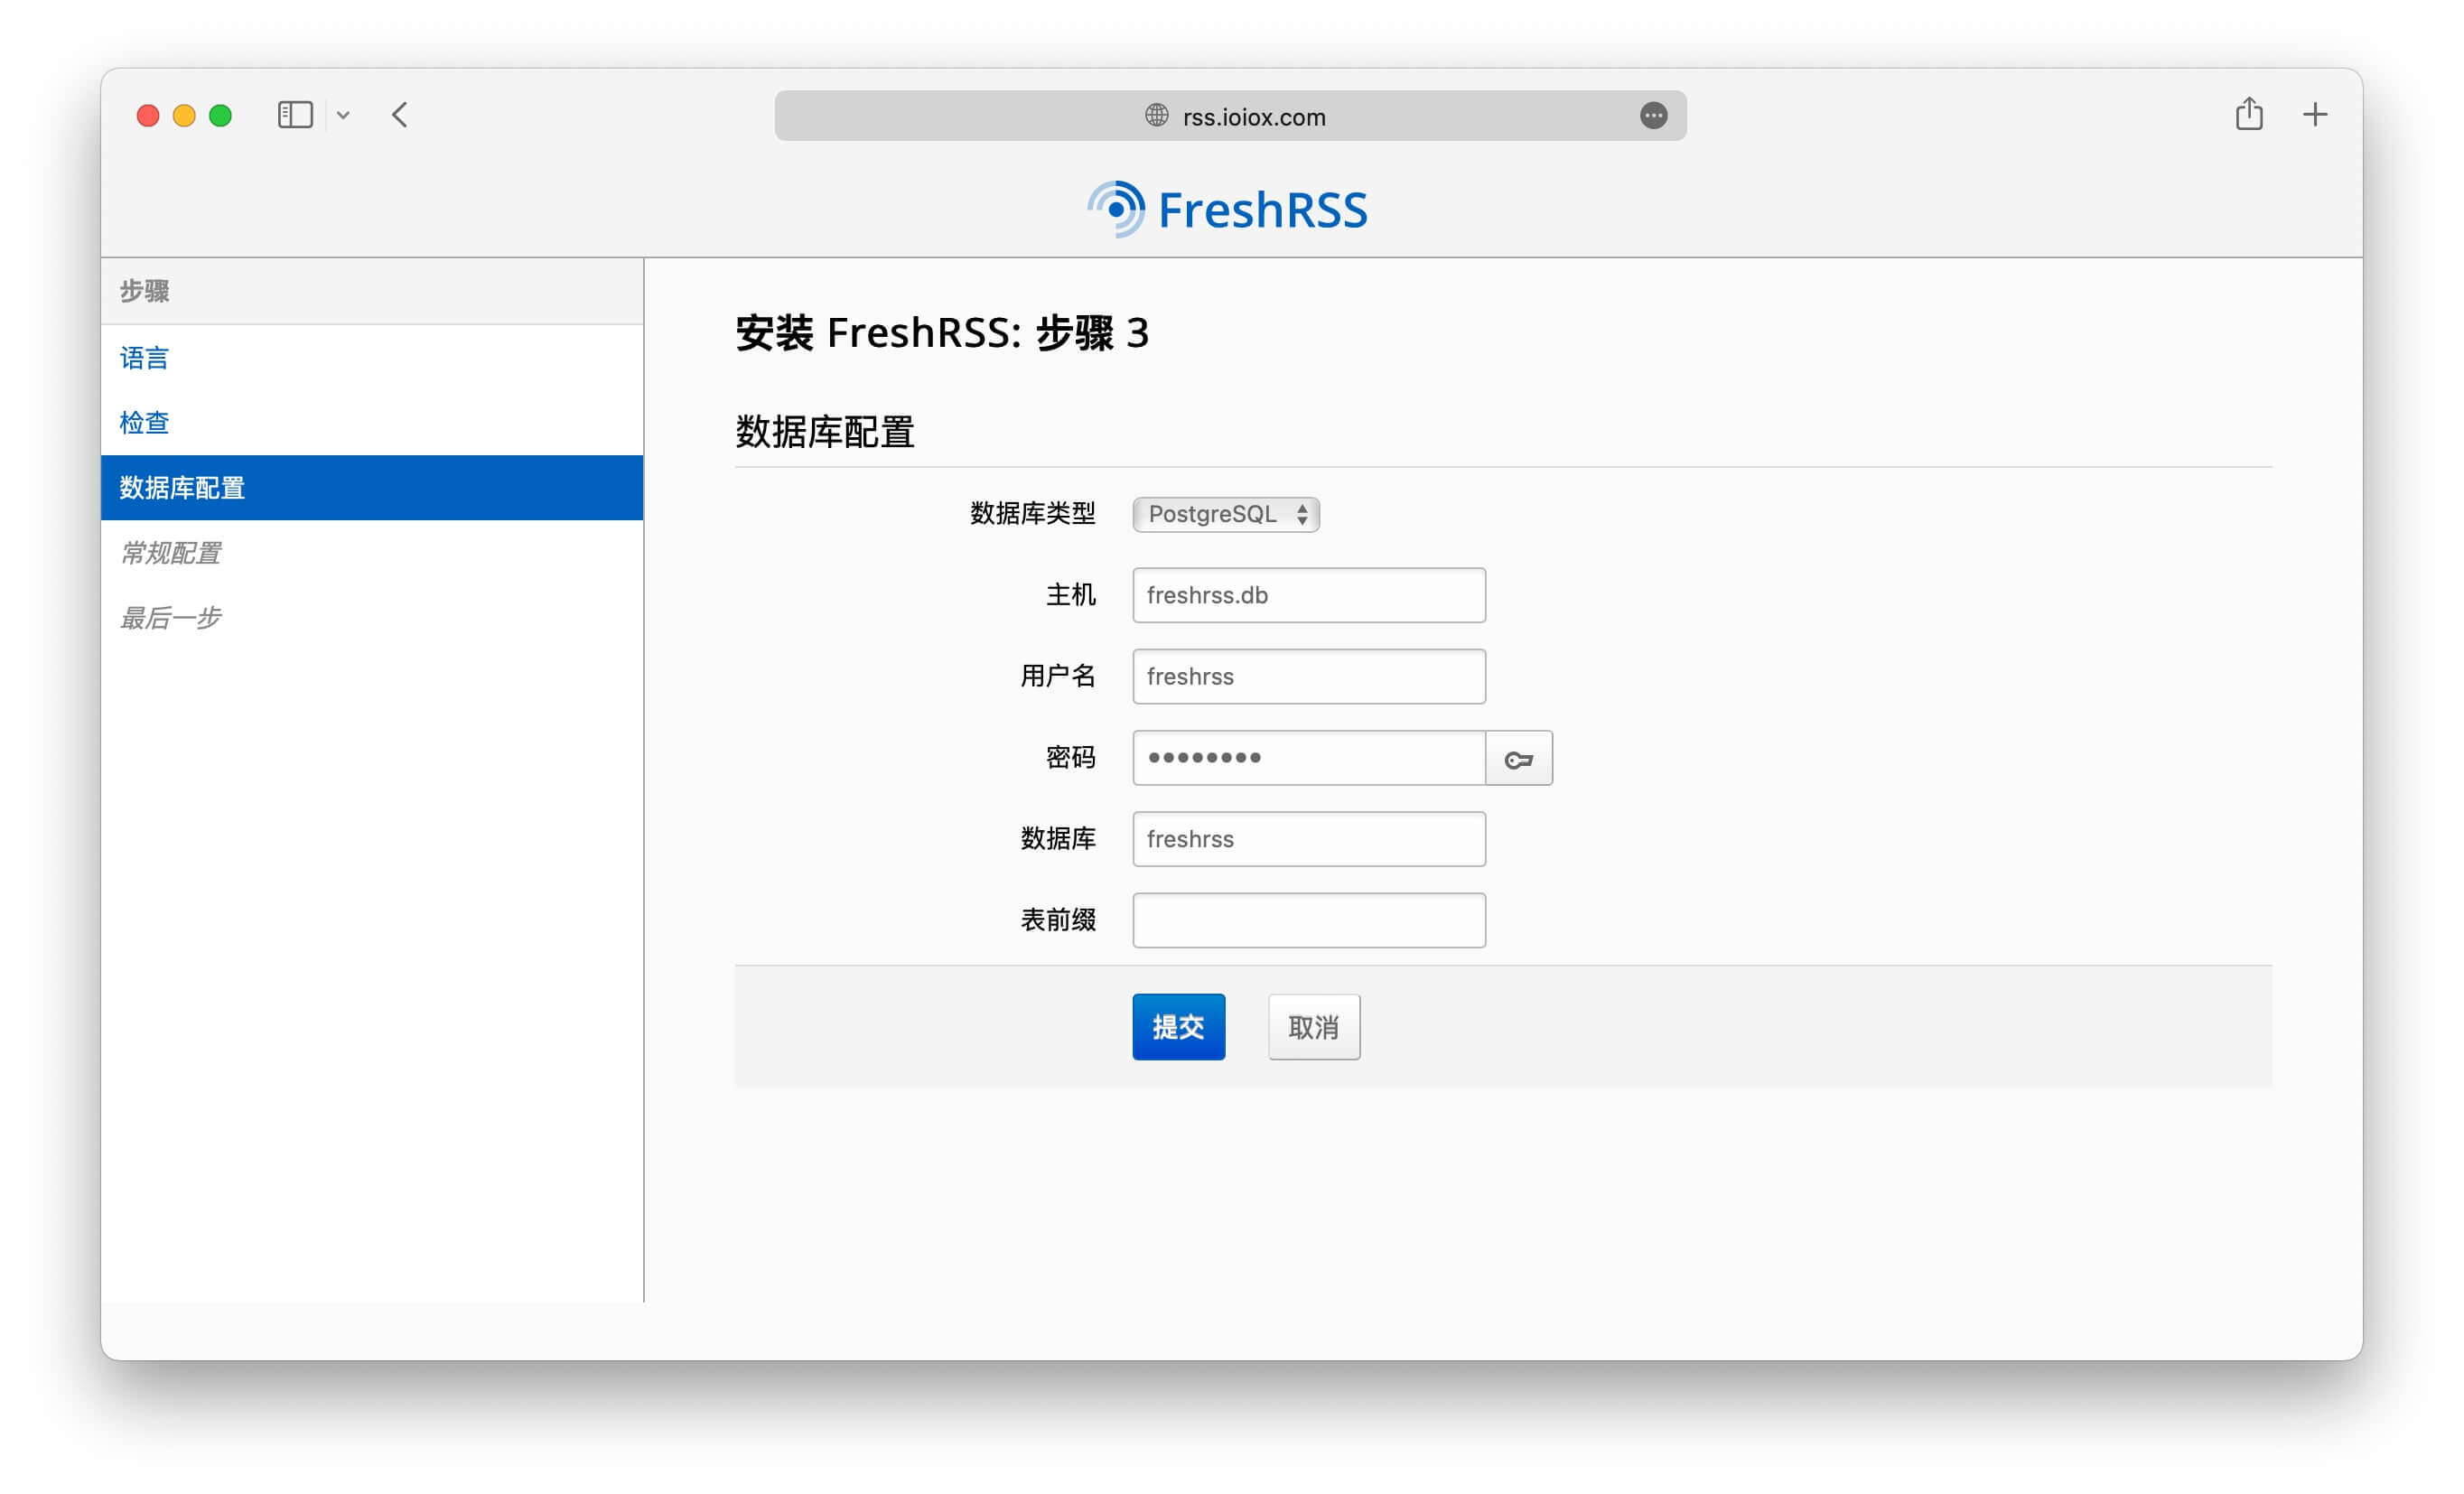 rss.ioiox.com
FreshRSS
步骤
语言
检查
数据库配置
常规配置
最后一步
安装 FreshRSS: 步骤 3
数据库配置
数据库类型 PostgreSQL
主机 freshrss.db
用户名 freshrss
密码 ••••••••
数据库 freshrss
表前缀
提交 取消